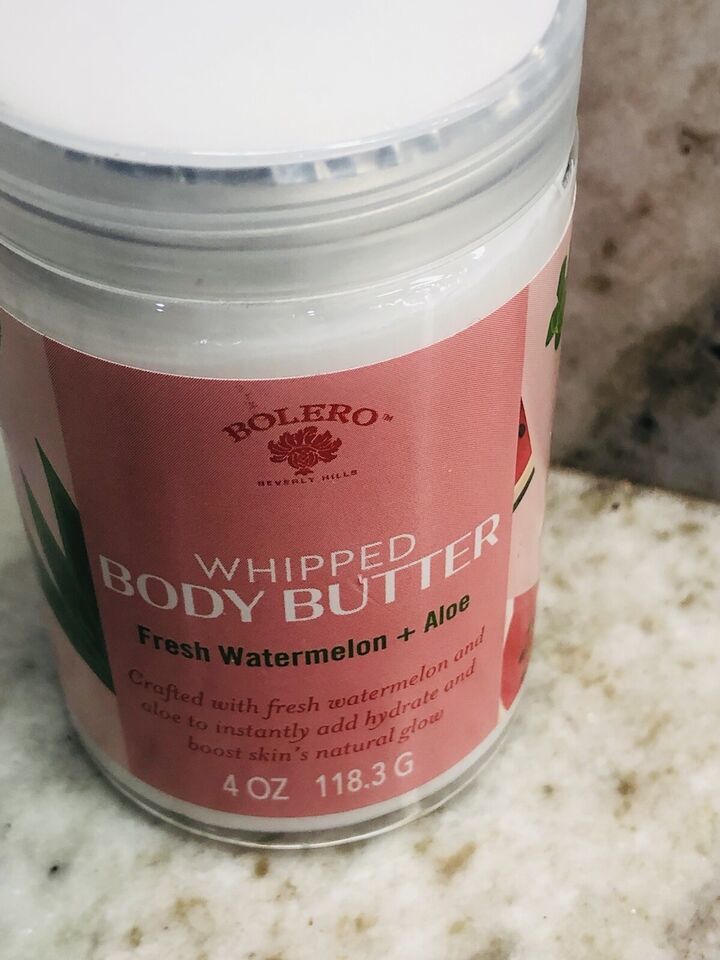 BOLERO™
BEVERLY HILLS
WHIPPED
BODY BUTTER
Fresh Watermelon + Aloe
Crafted with fresh watermelon and
aloe to instantly add hydrate and
boost skin's natural glow
4 OZ 118.3 G